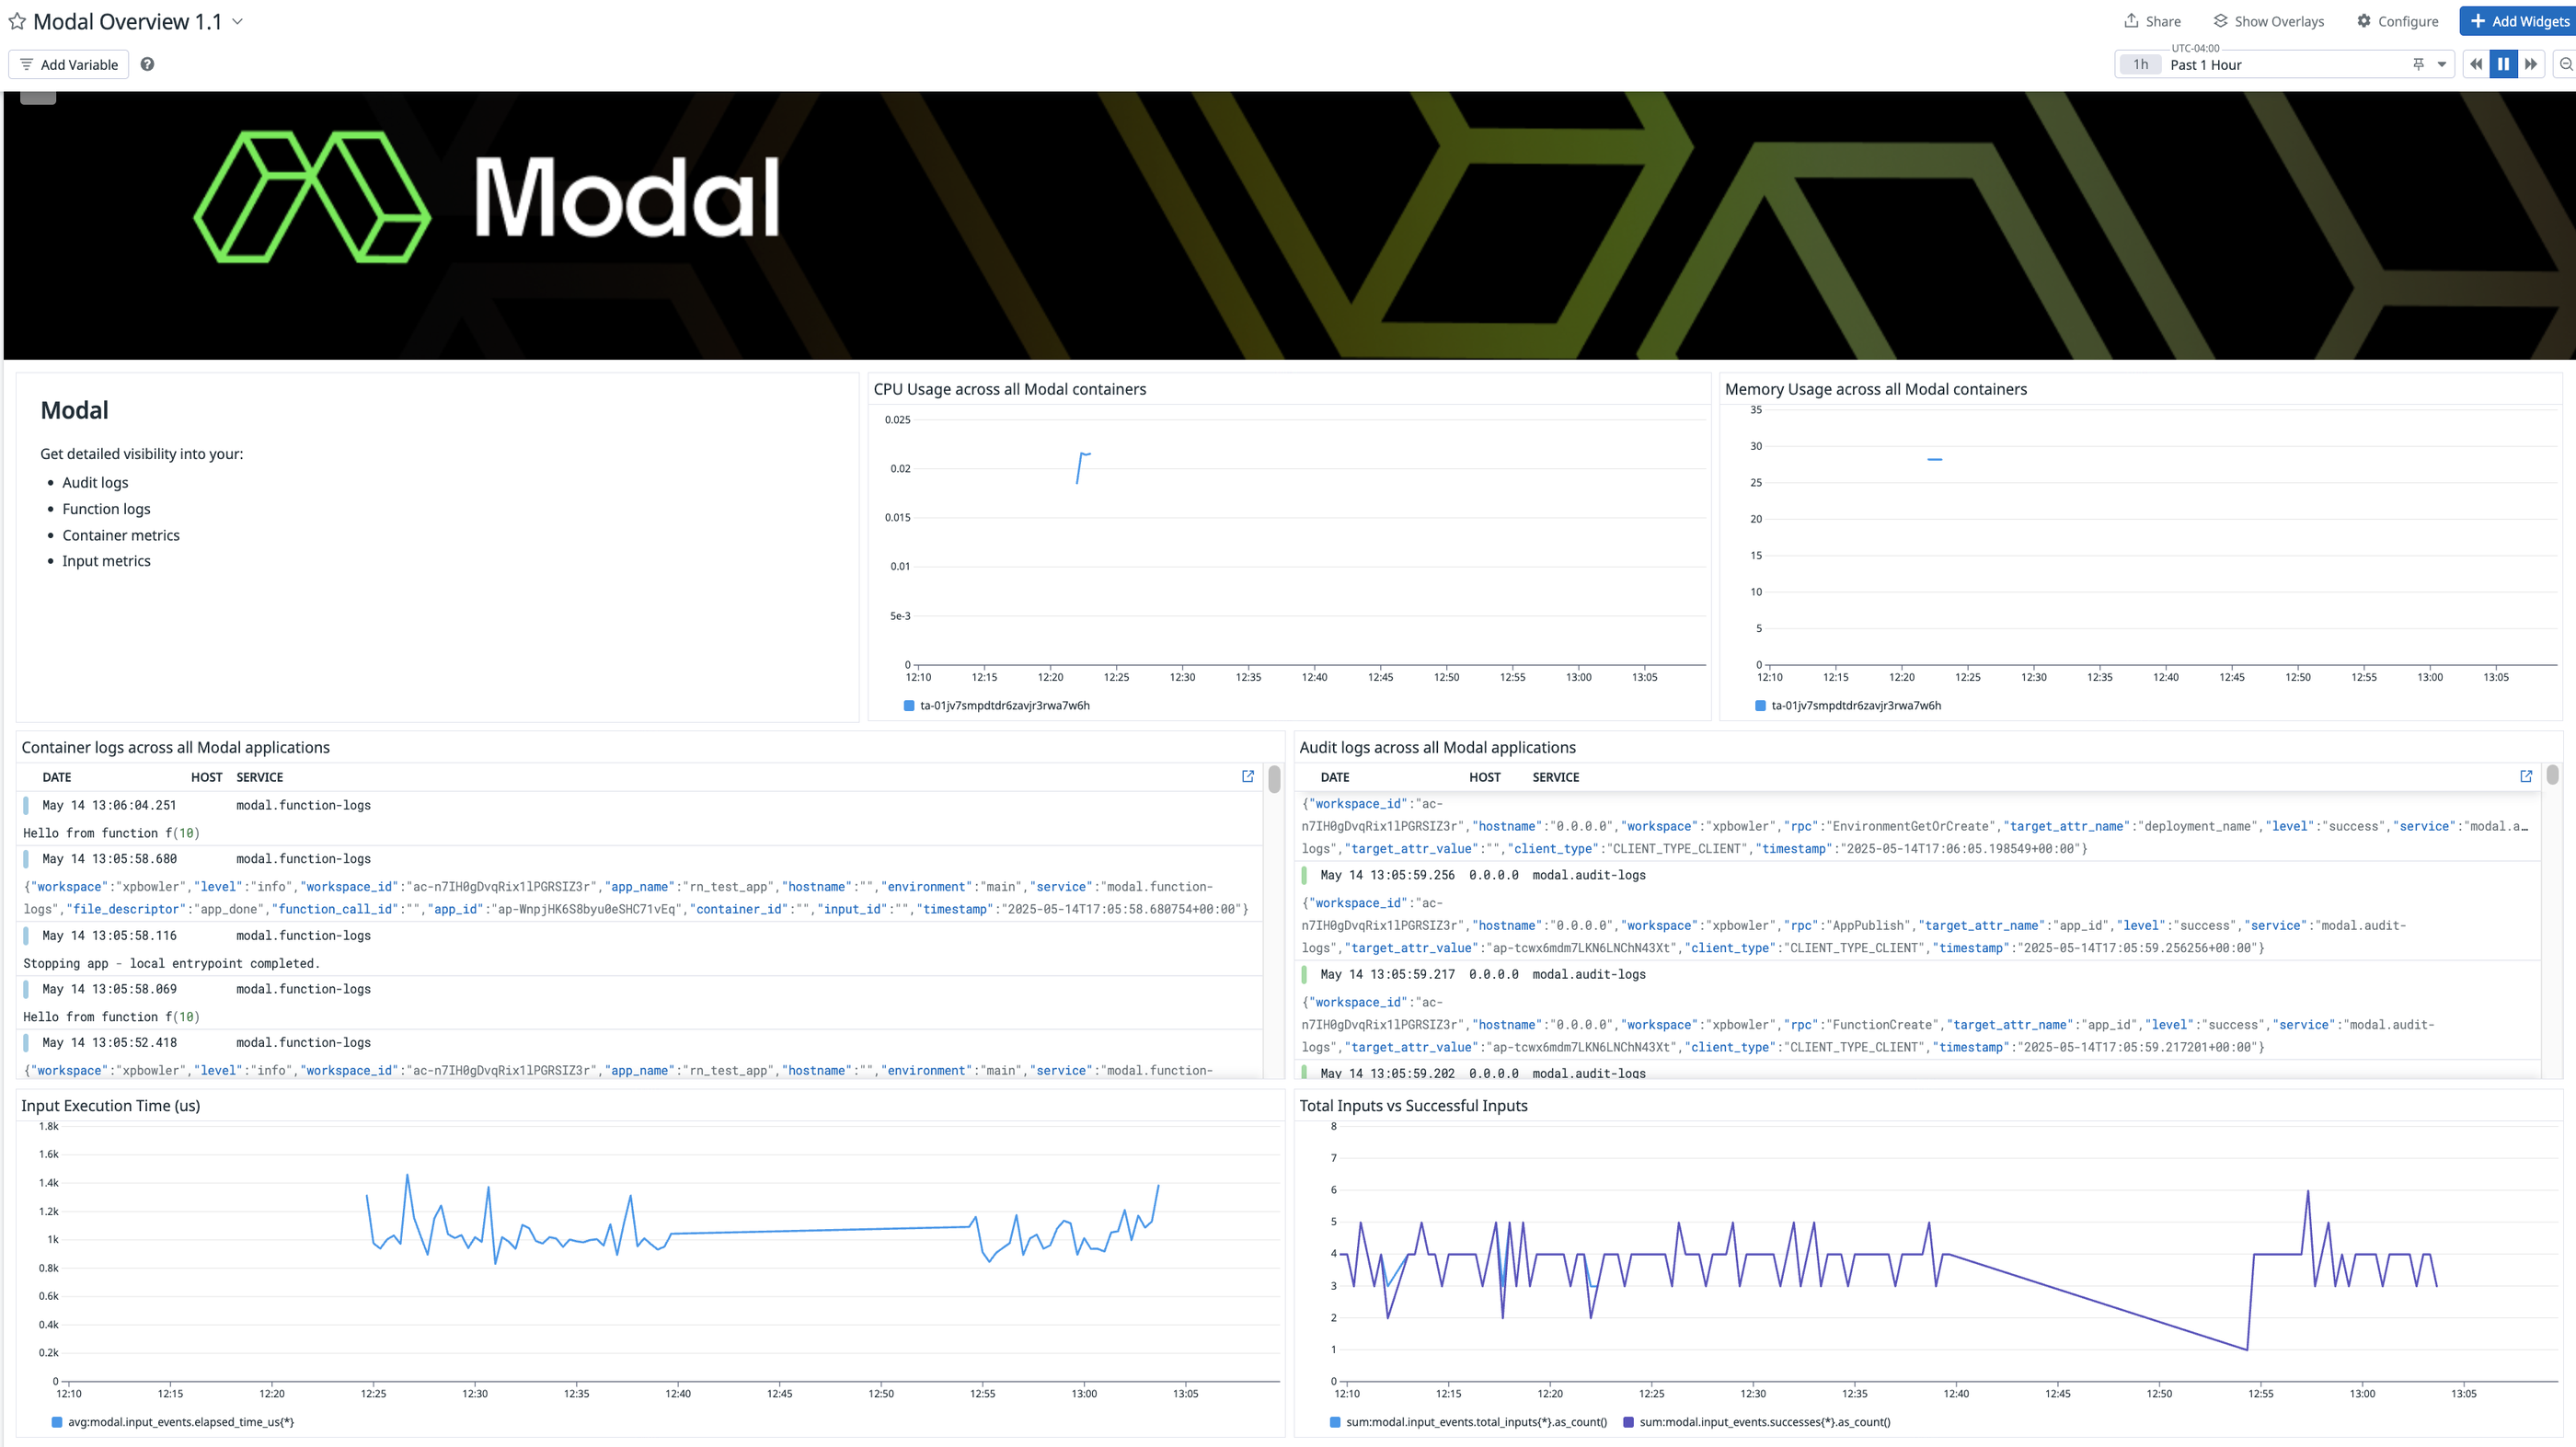 Modal Overview 1.1
Share
Show Overlays
Configure
Add Widgets
Add Variable
UTC-04:00
1h Past 1 Hour
Modal
Modal
Get detailed visibility into your:
Audit logs
Function logs
Container metrics
Input metrics
CPU Usage across all Modal containers
0.025
0.02
0.015
0.01
5e-3
0
12:10 12:15 12:20 12:25 12:30 12:35 12:40 12:45 12:50 12:55 13:00 13:05
ta-01jv7smpdtdr6zavjr3rwa7w6h
Memory Usage across all Modal containers
35
30
25
20
15
10
5
0
12:10 12:15 12:20 12:25 12:30 12:35 12:40 12:45 12:50 12:55 13:00 13:05
ta-01jv7smpdtdr6zavjr3rwa7w6h
Container logs across all Modal applications
DATE HOST SERVICE
May 14 13:06:04.251 modal.function-logs
Hello from function f(10)
May 14 13:05:58.680 modal.function-logs
{"workspace":"xpbowler","level":"info","workspace_id":"ac-n7IH0gDvqRix1lPGRSIZ3r","app_name":"rn_test_app","hostname":"","environment":"main","service":"modal.function-
logs","file_descriptor":"app_done","function_call_id":"","app_id":"ap-WnpjHK6S8byu0eSHC71vEq","container_id":"","input_id":"","timestamp":"2025-05-14T17:05:58.680754+00:00"}
May 14 13:05:58.116 modal.function-logs
Stopping app - local entrypoint completed.
May 14 13:05:58.069 modal.function-logs
Hello from function f(10)
May 14 13:05:52.418 modal.function-logs
{"workspace":"xpbowler","level":"info","workspace_id":"ac-n7IH0gDvqRix1lPGRSIZ3r","app_name":"rn_test_app","hostname":"","environment":"main","service":"modal.function-
Audit logs across all Modal applications
DATE HOST SERVICE
{"workspace_id":"ac-
n7IH0gDvqRix1lPGRSIZ3r","hostname":"0.0.0.0","workspace":"xpbowler","rpc":"EnvironmentGetOrCreate","target_attr_name":"deployment_name","level":"success","service":"modal.a…
logs","target_attr_value":"","client_type":"CLIENT_TYPE_CLIENT","timestamp":"2025-05-14T17:06:05.198549+00:00"}
May 14 13:05:59.256 0.0.0.0 modal.audit-logs
{"workspace_id":"ac-
n7IH0gDvqRix1lPGRSIZ3r","hostname":"0.0.0.0","workspace":"xpbowler","rpc":"AppPublish","target_attr_name":"app_id","level":"success","service":"modal.audit-
logs","target_attr_value":"ap-tcwx6mdm7LKN6LNChN43Xt","client_type":"CLIENT_TYPE_CLIENT","timestamp":"2025-05-14T17:05:59.256256+00:00"}
May 14 13:05:59.217 0.0.0.0 modal.audit-logs
{"workspace_id":"ac-
n7IH0gDvqRix1lPGRSIZ3r","hostname":"0.0.0.0","workspace":"xpbowler","rpc":"FunctionCreate","target_attr_name":"app_id","level":"success","service":"modal.audit-
logs","target_attr_value":"ap-tcwx6mdm7LKN6LNChN43Xt","client_type":"CLIENT_TYPE_CLIENT","timestamp":"2025-05-14T17:05:59.217201+00:00"}
May 14 13:05:59.202 0.0.0.0 modal.audit-logs
Input Execution Time (us)
1.8k
1.6k
1.4k
1.2k
1k
0.8k
0.6k
0.4k
0.2k
0
12:10 12:15 12:20 12:25 12:30 12:35 12:40 12:45 12:50 12:55 13:00 13:05
avg:modal.input_events.elapsed_time_us{*}
Total Inputs vs Successful Inputs
8
7
6
5
4
3
2
1
0
12:10 12:15 12:20 12:25 12:30 12:35 12:40 12:45 12:50 12:55 13:00 13:05
sum:modal.input_events.total_inputs{*}.as_count() sum:modal.input_events.successes{*}.as_count()